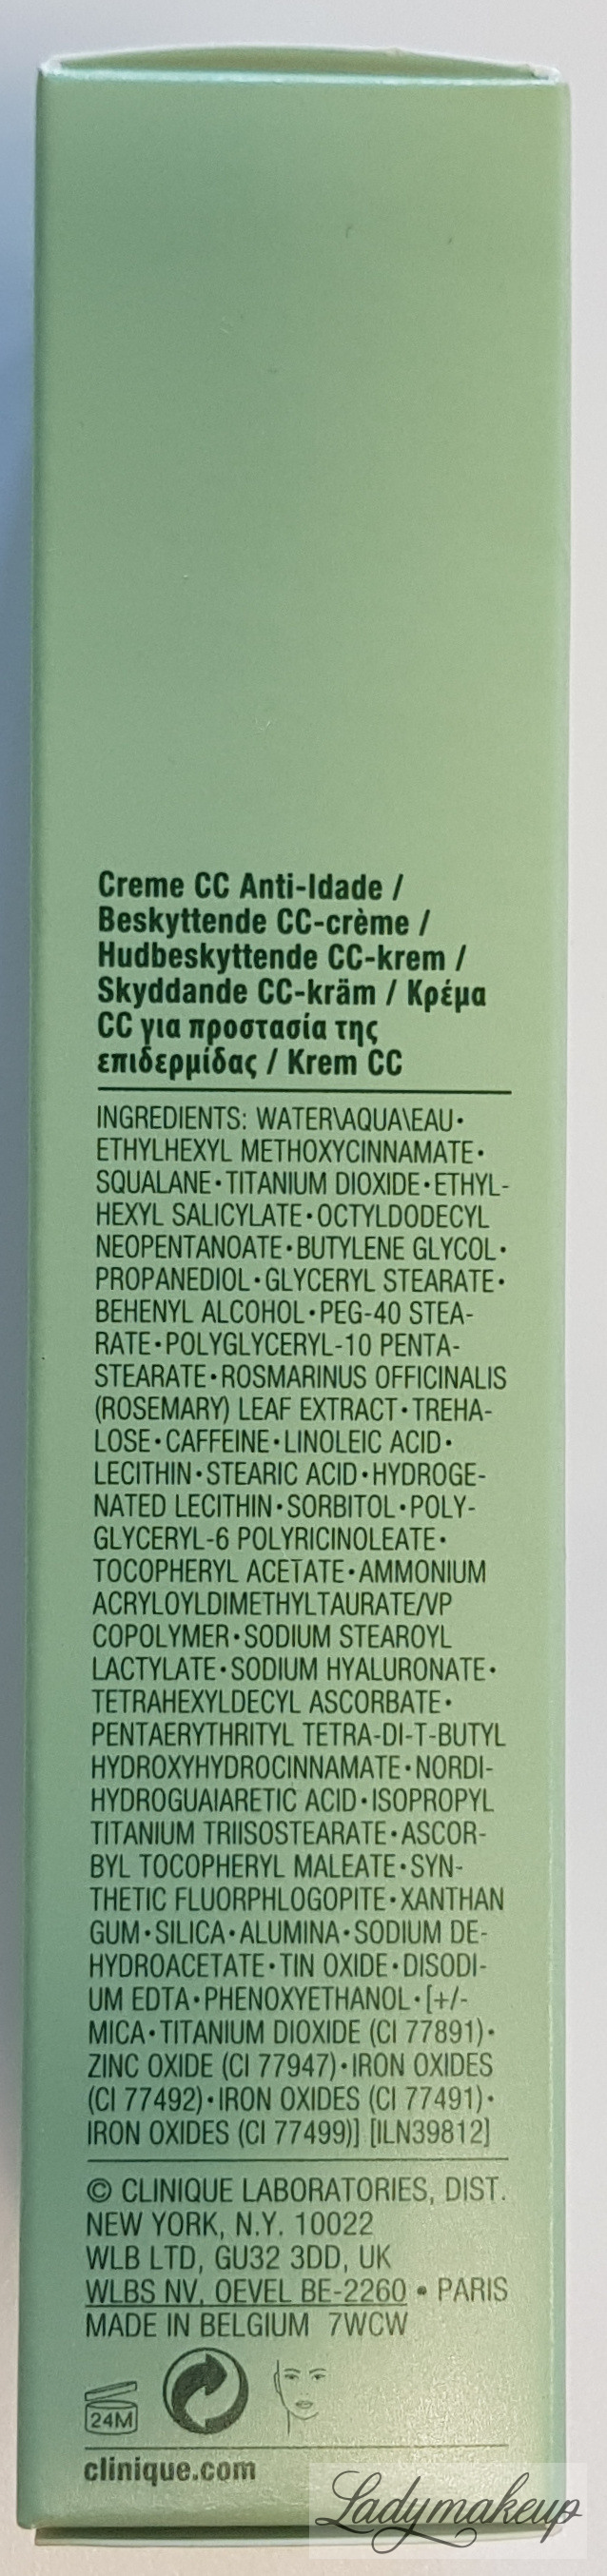 Creme CC Anti-Idade /
Beskyttende CC-crème /
Hudbeskyttende CC-krem /
Skyddande CC-kräm / Κρέμα
CC για προστασία της
επιδερμίδας / Krem CC
INGREDIENTS: WATER\AQUA\EAU•
ETHYLHEXYL METHOXYCINNAMATE•
SQUALANE•TITANIUM DIOXIDE•ETHYL-
HEXYL SALICYLATE•OCTYLDODECYL
NEOPENTANOATE•BUTYLENE GLYCOL•
PROPANEDIOL•GLYCERYL STEARATE•
BEHENYL ALCOHOL•PEG-40 STEA-
RATE•POLYGLYCERYL-10 PENTA-
STEARATE•ROSMARINUS OFFICINALIS
(ROSEMARY) LEAF EXTRACT•TREHA-
LOSE•CAFFEINE•LINOLEIC ACID•
LECITHIN•STEARIC ACID•HYDROGE-
NATED LECITHIN•SORBITOL•POLY-
GLYCERYL-6 POLYRICINOLEATE•
TOCOPHERYL ACETATE•AMMONIUM
ACRYLOYLDIMETHYLTAURATE/VP
COPOLYMER•SODIUM STEAROYL
LACTYLATE•SODIUM HYALURONATE•
TETRAHEXYLDECYL ASCORBATE•
PENTAERYTHRITYL TETRA-DI-T-BUTYL
HYDROXYHYDROCINNAMATE•NORDI-
HYDROGUAIARETIC ACID•ISOPROPYL
TITANIUM TRIISOSTEARATE•ASCOR-
BYL TOCOPHERYL MALEATE•SYN-
THETIC FLUORPHLOGOPITE•XANTHAN
GUM•SILICA•ALUMINA•SODIUM DE-
HYDROACETATE•TIN OXIDE•DISODI-
UM EDTA•PHENOXYETHANOL•[+/-
MICA•TITANIUM DIOXIDE (CI 77891)•
ZINC OXIDE (CI 77947)•IRON OXIDES
(CI 77492)•IRON OXIDES (CI 77491)•
IRON OXIDES (CI 77499)] [ILN39812]
© CLINIQUE LABORATORIES, DIST.
NEW YORK, N.Y. 10022
WLB LTD, GU32 3DD, UK
WLBS NV, OEVEL BE-2260 • PARIS
MADE IN BELGIUM 7WCW
24M
clinique.com
Ladymakeup